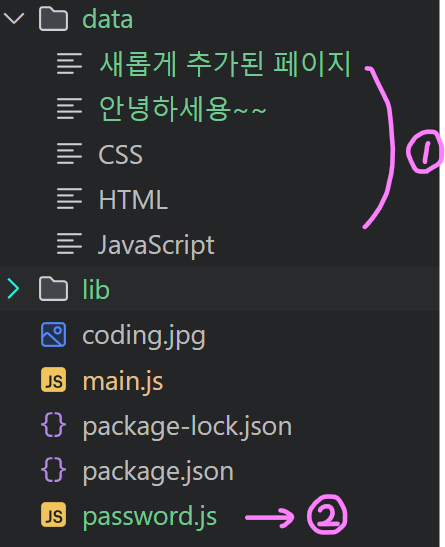 data
새롭게 추가된 페이지
안녕하세용~~
CSS
HTML
JavaScript
①
lib
coding.jpg
JS main.js
{} package-lock.json
{} package.json
JS password.js → ②